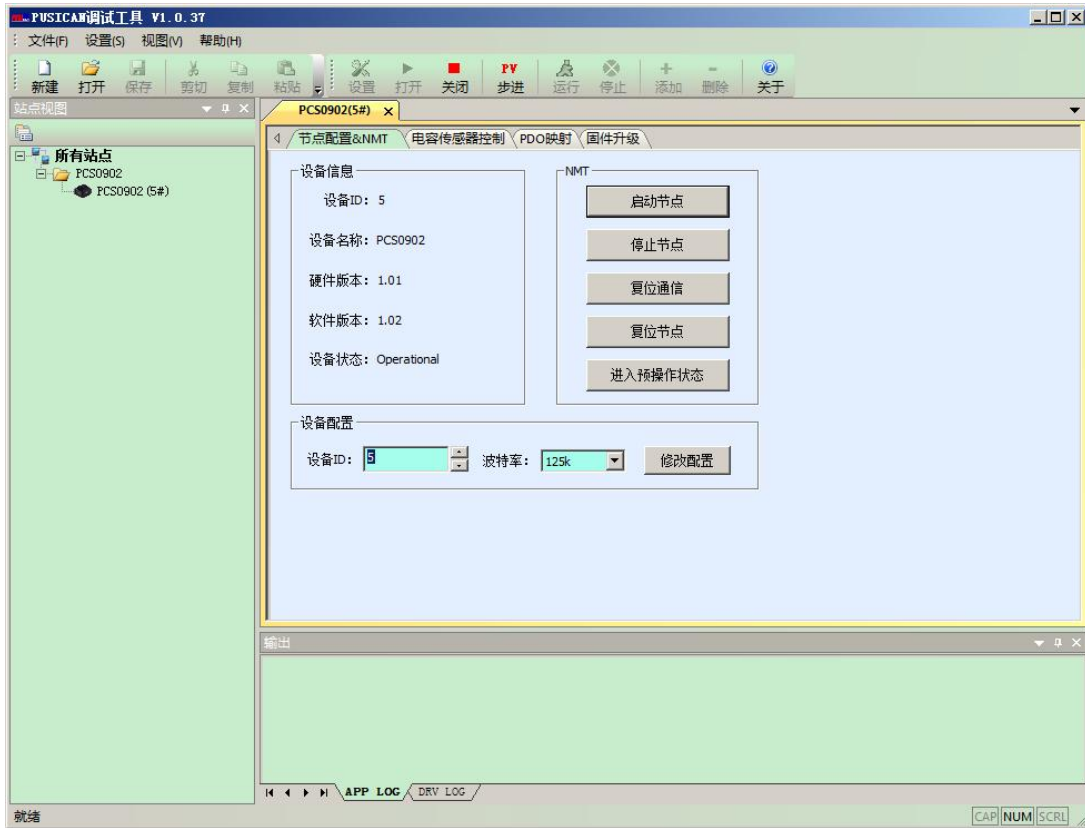 PUSICAN调试工具 V1.0.37
文件(F) 设置(S) 视图(V) 帮助(H)
PV
新建 打开 保存 剪切 复制 粘贴 设置 打开 关闭 步进 运行 停止 添加 删除 关于
站点视图
所有站点
PCS0902
PCS0902 (5#)
PCS0902(5#)
节点配置&NMT 电容传感器控制 PDO映射 固件升级
设备信息
设备ID: 5
设备名称: PCS0902
硬件版本: 1.01
软件版本: 1.02
设备状态: Operational
NMT
启动节点
停止节点
复位通信
复位节点
进入预操作状态
设备配置
设备ID: 5 波特率: 125k 修改配置
输出
APP LOG DRV LOG
就绪 CAP NUM SCRL